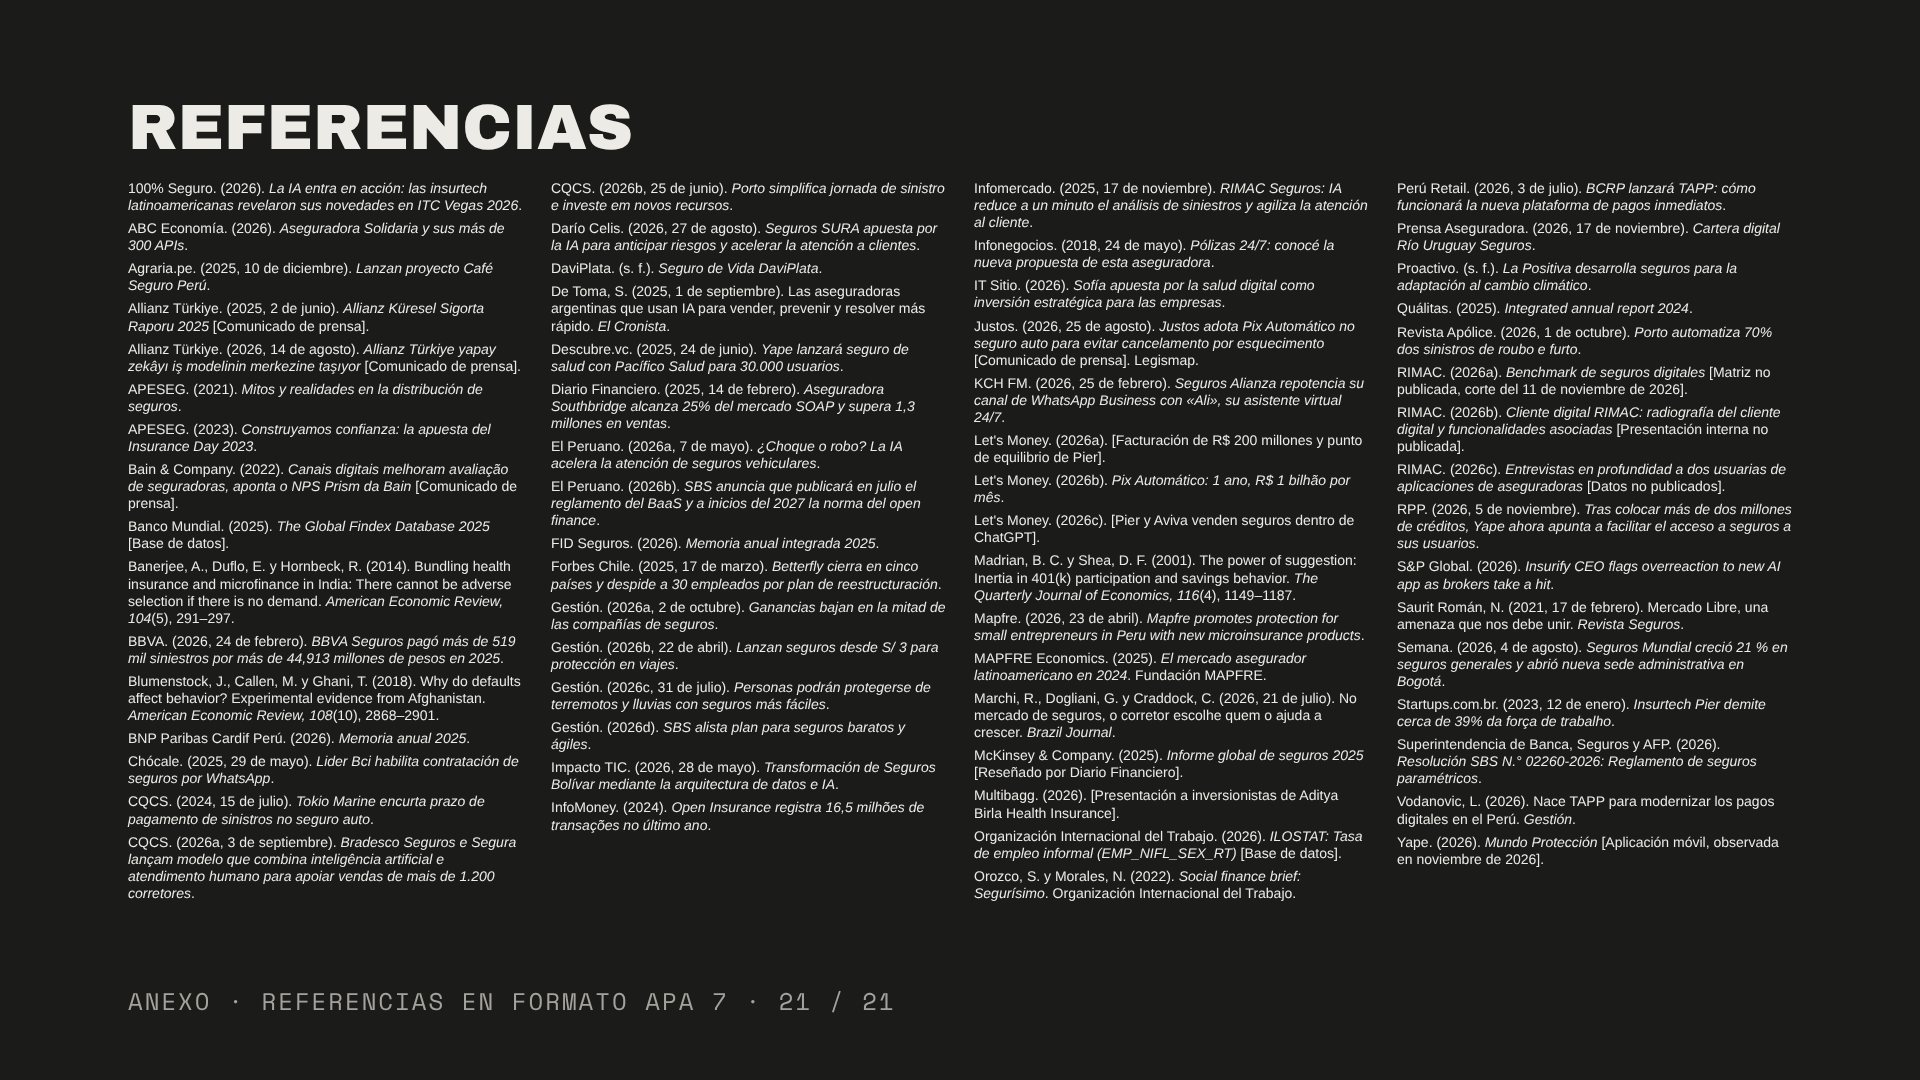 REFERENCIAS
100% Seguro. (2026). La IA entra en acción: las insurtech
latinoamericanas revelaron sus novedades en ITC Vegas 2026.
ABC Economía. (2026). Aseguradora Solidaria y sus más de
300 APIs.
Agraria.pe. (2025, 10 de diciembre). Lanzan proyecto Café
Seguro Perú.
Allianz Türkiye. (2025, 2 de junio). Allianz Küresel Sigorta
Raporu 2025 [Comunicado de prensa].
Allianz Türkiye. (2026, 14 de agosto). Allianz Türkiye yapay
zekâyı iş modelinin merkezine taşıyor [Comunicado de prensa].
APESEG. (2021). Mitos y realidades en la distribución de
seguros.
APESEG. (2023). Construyamos confianza: la apuesta del
Insurance Day 2023.
Bain & Company. (2022). Canais digitais melhoram avaliação
de seguradoras, aponta o NPS Prism da Bain [Comunicado de
prensa].
Banco Mundial. (2025). The Global Findex Database 2025
[Base de datos].
Banerjee, A., Duflo, E. y Hornbeck, R. (2014). Bundling health
insurance and microfinance in India: There cannot be adverse
selection if there is no demand. American Economic Review,
104(5), 291–297.
BBVA. (2026, 24 de febrero). BBVA Seguros pagó más de 519
mil siniestros por más de 44,913 millones de pesos en 2025.
Blumenstock, J., Callen, M. y Ghani, T. (2018). Why do defaults
affect behavior? Experimental evidence from Afghanistan.
American Economic Review, 108(10), 2868–2901.
BNP Paribas Cardif Perú. (2026). Memoria anual 2025.
Chócale. (2025, 29 de mayo). Lider Bci habilita contratación de
seguros por WhatsApp.
CQCS. (2024, 15 de julio). Tokio Marine encurta prazo de
pagamento de sinistros no seguro auto.
CQCS. (2026a, 3 de septiembre). Bradesco Seguros e Segura
lançam modelo que combina inteligência artificial e
atendimento humano para apoiar vendas de mais de 1.200
corretores.
CQCS. (2026b, 25 de junio). Porto simplifica jornada de sinistro
e investe em novos recursos.
Darío Celis. (2026, 27 de agosto). Seguros SURA apuesta por
la IA para anticipar riesgos y acelerar la atención a clientes.
DaviPlata. (s. f.). Seguro de Vida DaviPlata.
De Toma, S. (2025, 1 de septiembre). Las aseguradoras
argentinas que usan IA para vender, prevenir y resolver más
rápido. El Cronista.
Descubre.vc. (2025, 24 de junio). Yape lanzará seguro de
salud con Pacífico Salud para 30.000 usuarios.
Diario Financiero. (2025, 14 de febrero). Aseguradora
Southbridge alcanza 25% del mercado SOAP y supera 1,3
millones en ventas.
El Peruano. (2026a, 7 de mayo). ¿Choque o robo? La IA
acelera la atención de seguros vehiculares.
El Peruano. (2026b). SBS anuncia que publicará en julio el
reglamento del BaaS y a inicios del 2027 la norma del open
finance.
FID Seguros. (2026). Memoria anual integrada 2025.
Forbes Chile. (2025, 17 de marzo). Betterfly cierra en cinco
países y despide a 30 empleados por plan de reestructuración.
Gestión. (2026a, 2 de octubre). Ganancias bajan en la mitad de
las compañías de seguros.
Gestión. (2026b, 22 de abril). Lanzan seguros desde S/ 3 para
protección en viajes.
Gestión. (2026c, 31 de julio). Personas podrán protegerse de
terremotos y lluvias con seguros más fáciles.
Gestión. (2026d). SBS alista plan para seguros baratos y
ágiles.
Impacto TIC. (2026, 28 de mayo). Transformación de Seguros
Bolívar mediante la arquitectura de datos e IA.
InfoMoney. (2024). Open Insurance registra 16,5 milhões de
transações no último ano.
Infomercado. (2025, 17 de noviembre). RIMAC Seguros: IA
reduce a un minuto el análisis de siniestros y agiliza la atención
al cliente.
Infonegocios. (2018, 24 de mayo). Pólizas 24/7: conocé la
nueva propuesta de esta aseguradora.
IT Sitio. (2026). Sofía apuesta por la salud digital como
inversión estratégica para las empresas.
Justos. (2026, 25 de agosto). Justos adota Pix Automático no
seguro auto para evitar cancelamento por esquecimento
[Comunicado de prensa]. Legismap.
KCH FM. (2026, 25 de febrero). Seguros Alianza repotencia su
canal de WhatsApp Business con «Ali», su asistente virtual
24/7.
Let's Money. (2026a). [Facturación de R$ 200 millones y punto
de equilibrio de Pier].
Let's Money. (2026b). Pix Automático: 1 ano, R$ 1 bilhão por
mês.
Let's Money. (2026c). [Pier y Aviva venden seguros dentro de
ChatGPT].
Madrian, B. C. y Shea, D. F. (2001). The power of suggestion:
Inertia in 401(k) participation and savings behavior. The
Quarterly Journal of Economics, 116(4), 1149–1187.
Mapfre. (2026, 23 de abril). Mapfre promotes protection for
small entrepreneurs in Peru with new microinsurance products.
MAPFRE Economics. (2025). El mercado asegurador
latinoamericano en 2024. Fundación MAPFRE.
Marchi, R., Dogliani, G. y Craddock, C. (2026, 21 de julio). No
mercado de seguros, o corretor escolhe quem o ajuda a
crescer. Brazil Journal.
McKinsey & Company. (2025). Informe global de seguros 2025
[Reseñado por Diario Financiero].
Multibagg. (2026). [Presentación a inversionistas de Aditya
Birla Health Insurance].
Organización Internacional del Trabajo. (2026). ILOSTAT: Tasa
de empleo informal (EMP_NIFL_SEX_RT) [Base de datos].
Orozco, S. y Morales, N. (2022). Social finance brief:
Segurísimo. Organización Internacional del Trabajo.
Perú Retail. (2026, 3 de julio). BCRP lanzará TAPP: cómo
funcionará la nueva plataforma de pagos inmediatos.
Prensa Aseguradora. (2026, 17 de noviembre). Cartera digital
Río Uruguay Seguros.
Proactivo. (s. f.). La Positiva desarrolla seguros para la
adaptación al cambio climático.
Quálitas. (2025). Integrated annual report 2024.
Revista Apólice. (2026, 1 de octubre). Porto automatiza 70%
dos sinistros de roubo e furto.
RIMAC. (2026a). Benchmark de seguros digitales [Matriz no
publicada, corte del 11 de noviembre de 2026].
RIMAC. (2026b). Cliente digital RIMAC: radiografía del cliente
digital y funcionalidades asociadas [Presentación interna no
publicada].
RIMAC. (2026c). Entrevistas en profundidad a dos usuarias de
aplicaciones de aseguradoras [Datos no publicados].
RPP. (2026, 5 de noviembre). Tras colocar más de dos millones
de créditos, Yape ahora apunta a facilitar el acceso a seguros a
sus usuarios.
S&P Global. (2026). Insurify CEO flags overreaction to new AI
app as brokers take a hit.
Saurit Román, N. (2021, 17 de febrero). Mercado Libre, una
amenaza que nos debe unir. Revista Seguros.
Semana. (2026, 4 de agosto). Seguros Mundial creció 21 % en
seguros generales y abrió nueva sede administrativa en
Bogotá.
Startups.com.br. (2023, 12 de enero). Insurtech Pier demite
cerca de 39% da força de trabalho.
Superintendencia de Banca, Seguros y AFP. (2026).
Resolución SBS N.° 02260-2026: Reglamento de seguros
paramétricos.
Vodanovic, L. (2026). Nace TAPP para modernizar los pagos
digitales en el Perú. Gestión.
Yape. (2026). Mundo Protección [Aplicación móvil, observada
en noviembre de 2026].
ANEXO · REFERENCIAS EN FORMATO APA 7 · 21 / 21